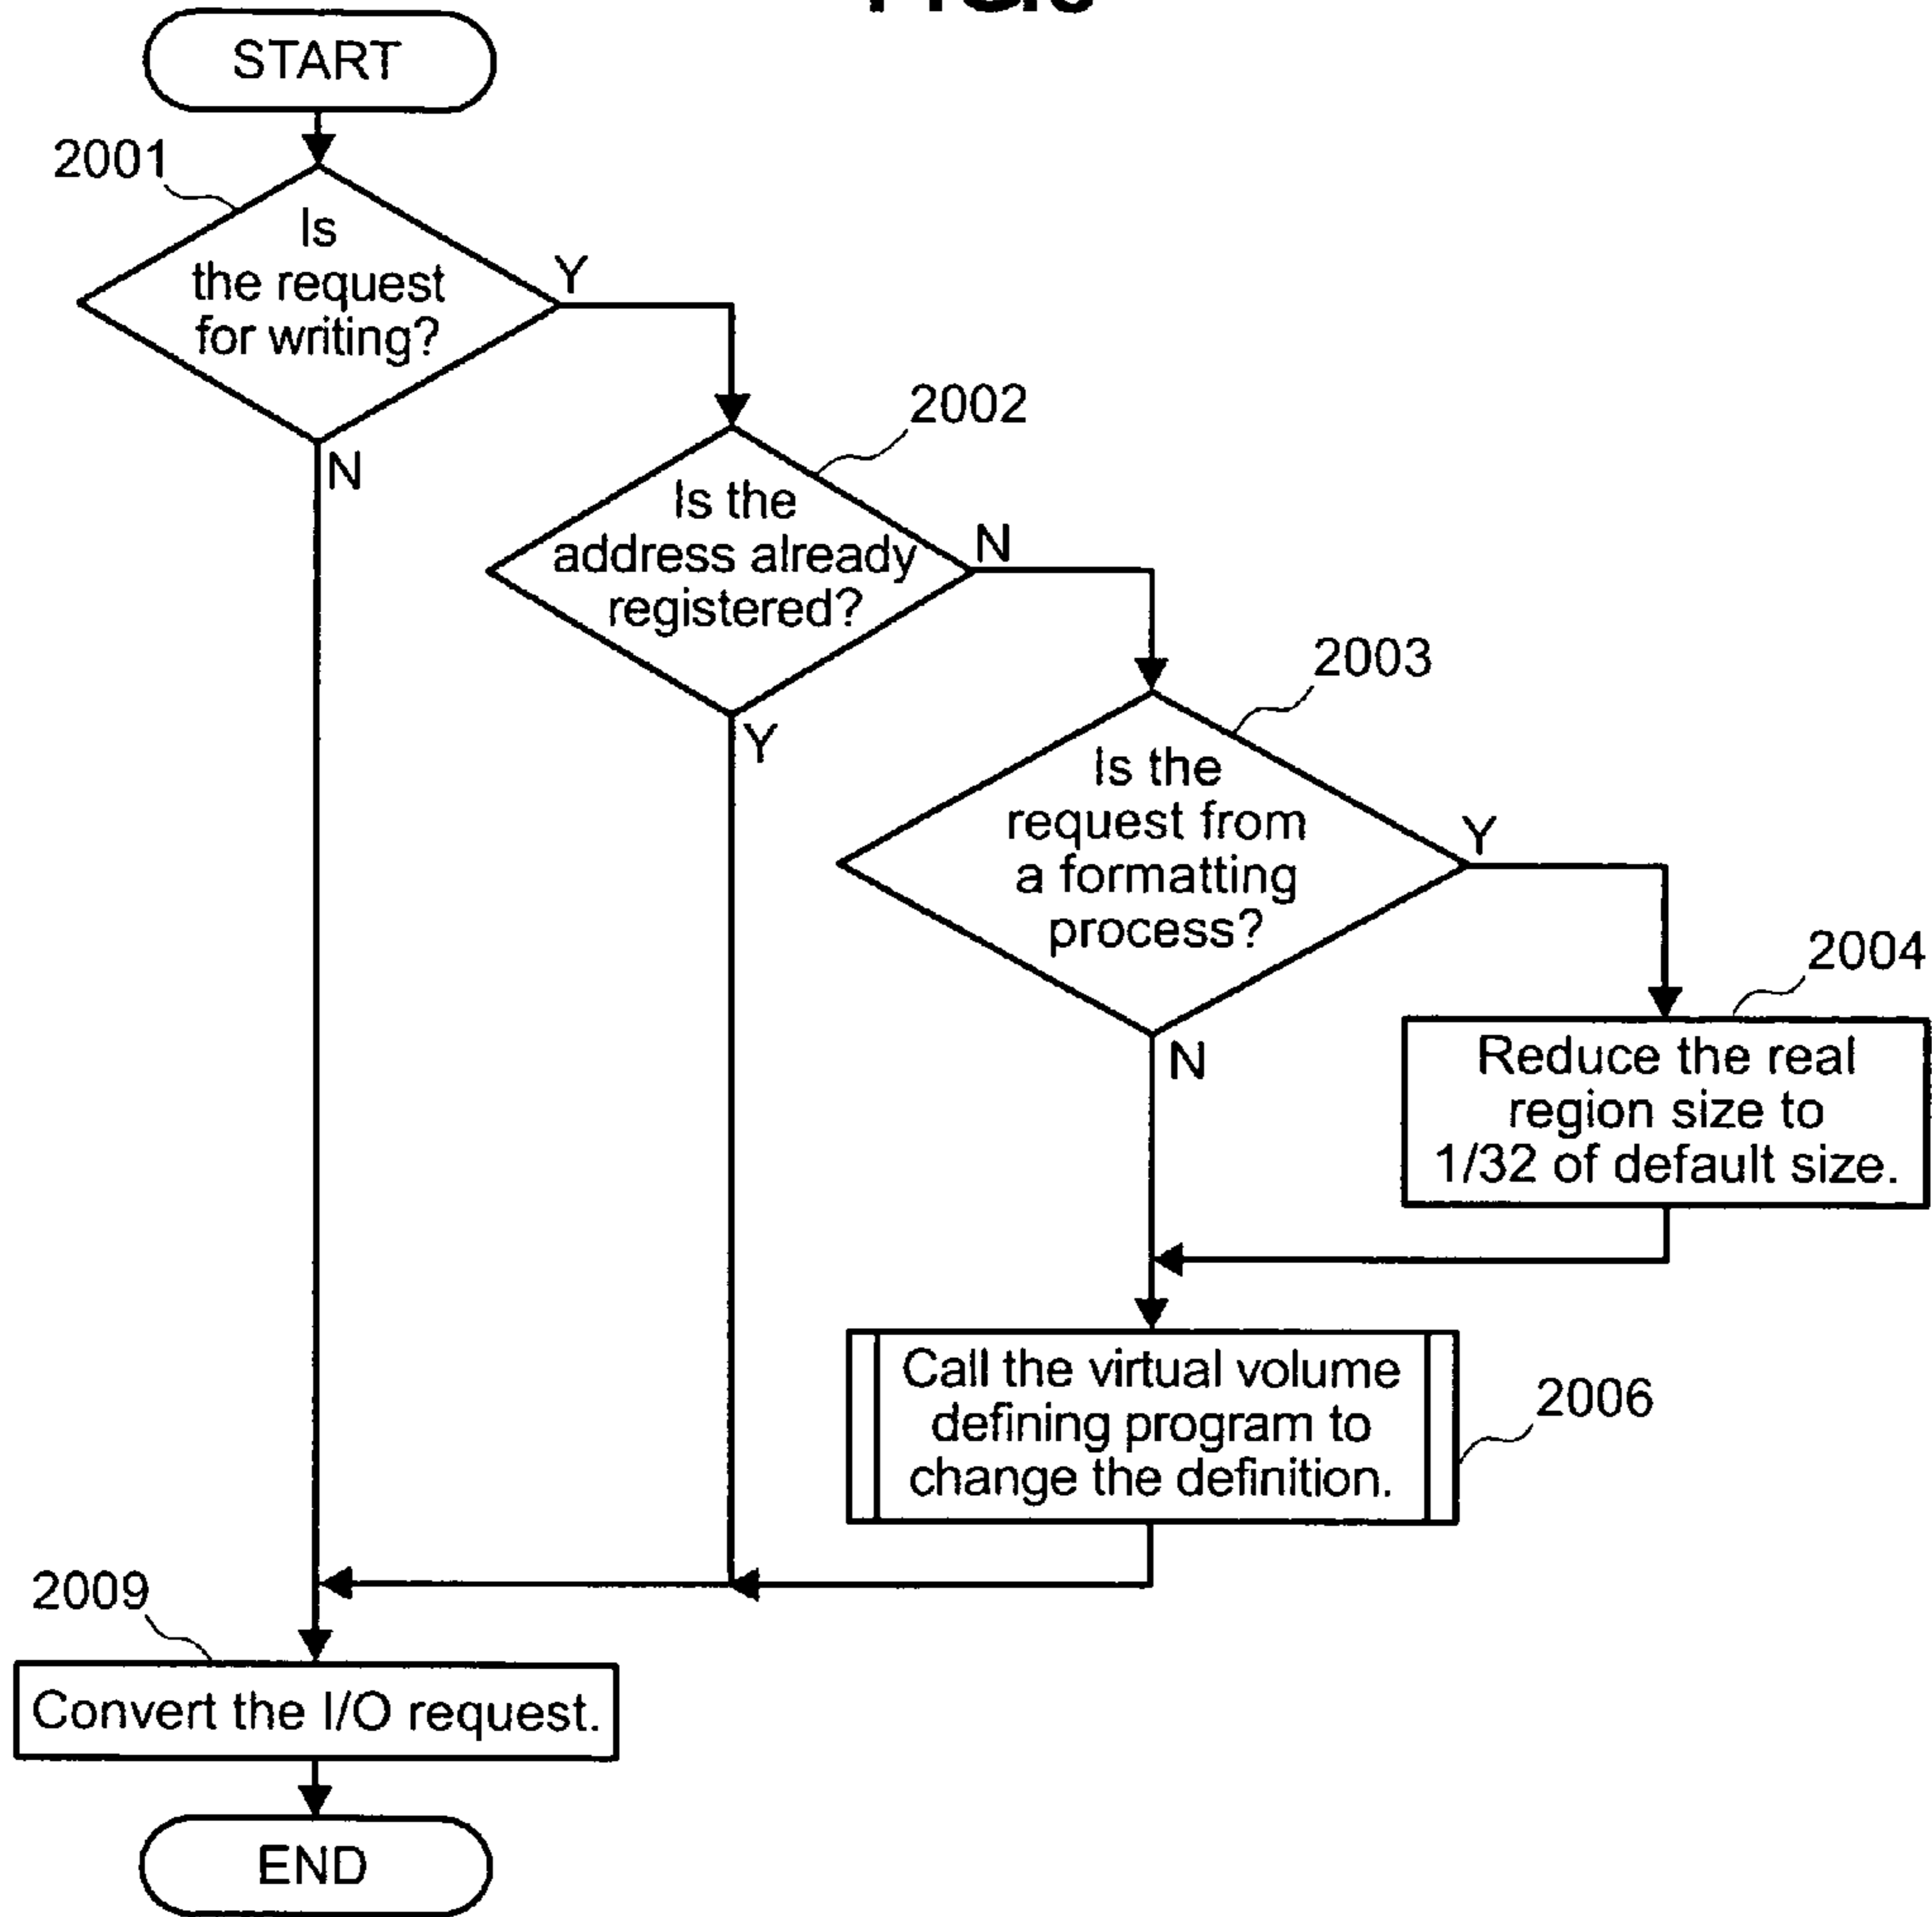 START
2001
Is
the request
for writing?
Y
N
2002
Is the
address already
registered?
N
Y
2003
Is the
request from
a formatting
process?
Y
N
2004
Reduce the real
region size to
1/32 of default size.
Call the virtual volume
defining program to
change the definition.
2006
2009
Convert the I/O request.
END